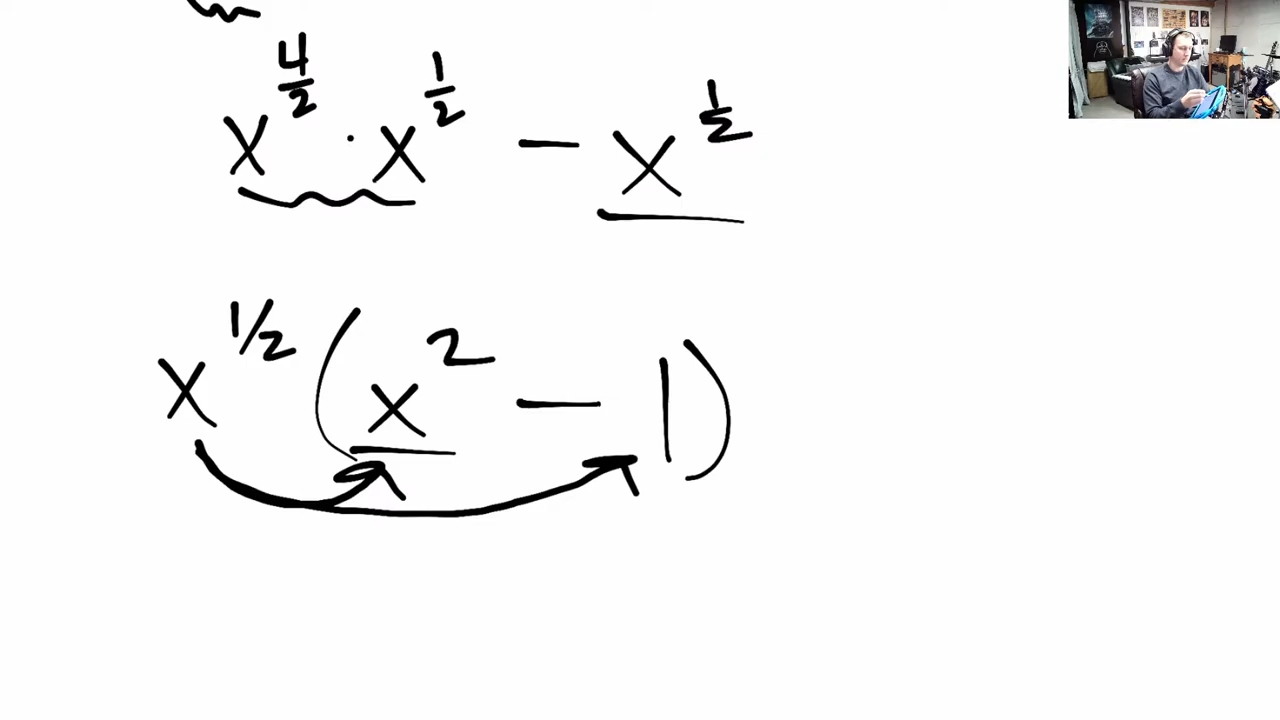 x^{4/2} · x^{1/2} − x^{1/2}
x^{1/2} (x^2 − 1)